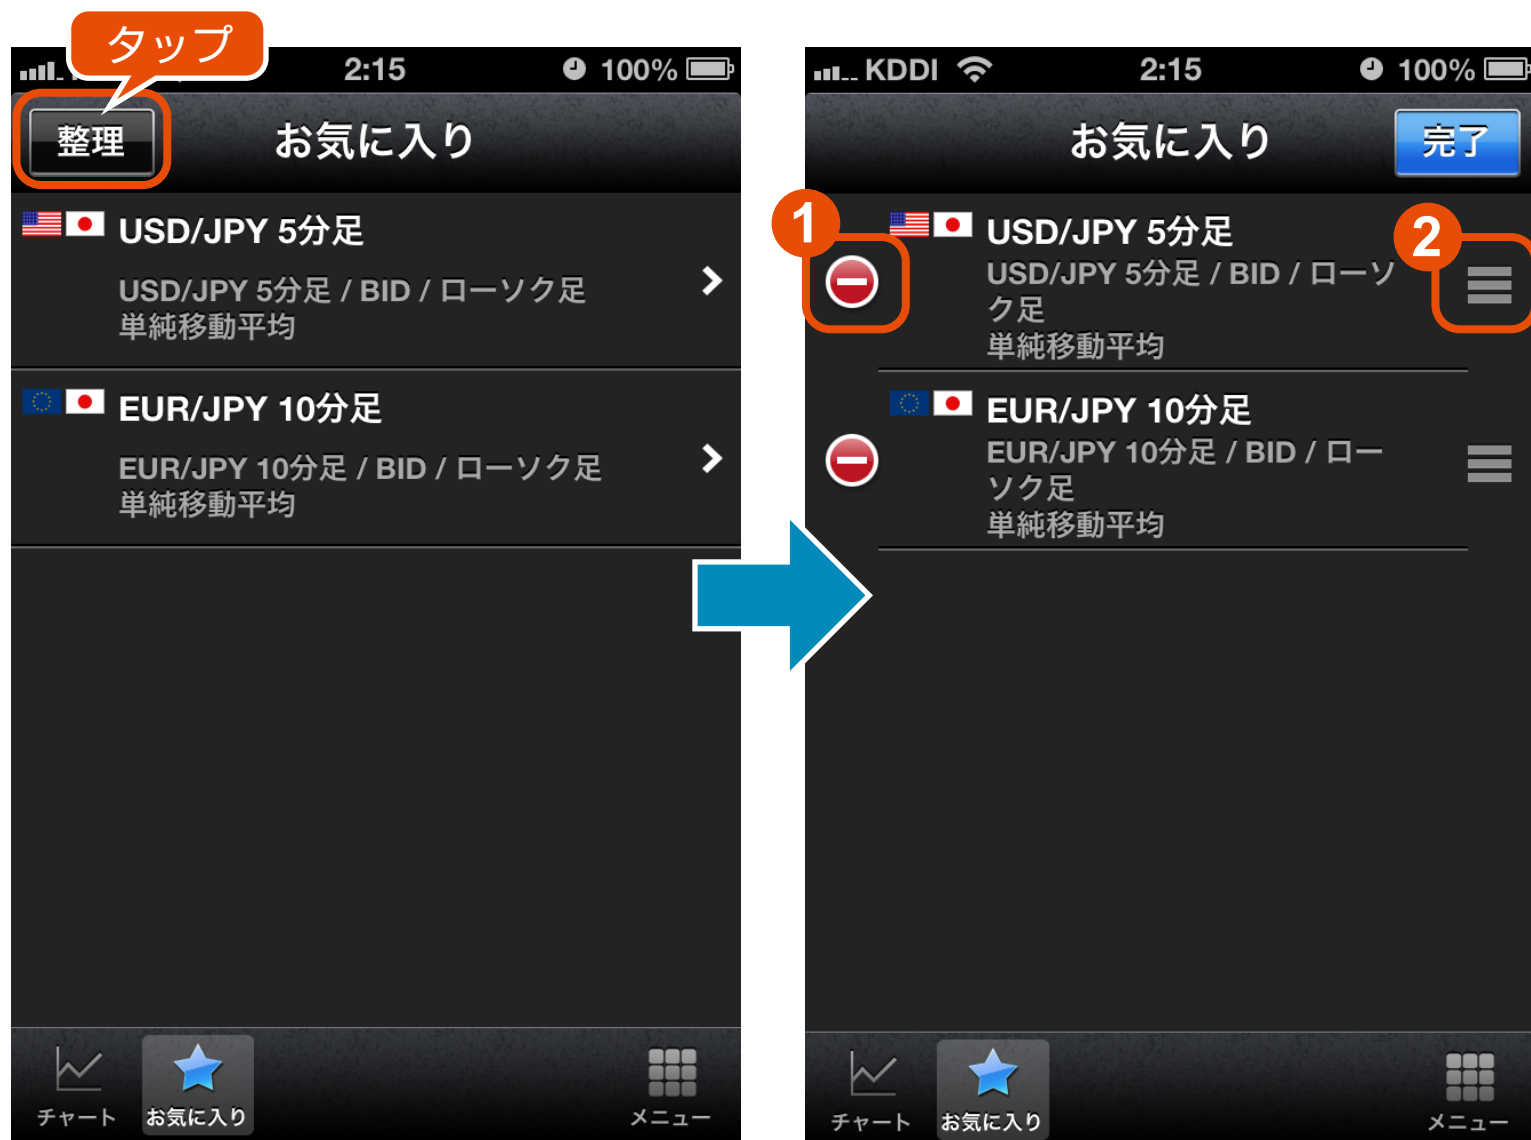 タップ
2:15
100%
整理
お気に入り
USD/JPY 5分足
USD/JPY 5分足 / BID / ローソク足
単純移動平均
EUR/JPY 10分足
EUR/JPY 10分足 / BID / ローソク足
単純移動平均
チャート
お気に入り
メニュー
KDDI
2:15
100%
お気に入り
完了
1
2
USD/JPY 5分足
USD/JPY 5分足 / BID / ローソ
ク足
単純移動平均
EUR/JPY 10分足
EUR/JPY 10分足 / BID / ロー
ソク足
単純移動平均
チャート
お気に入り
メニュー